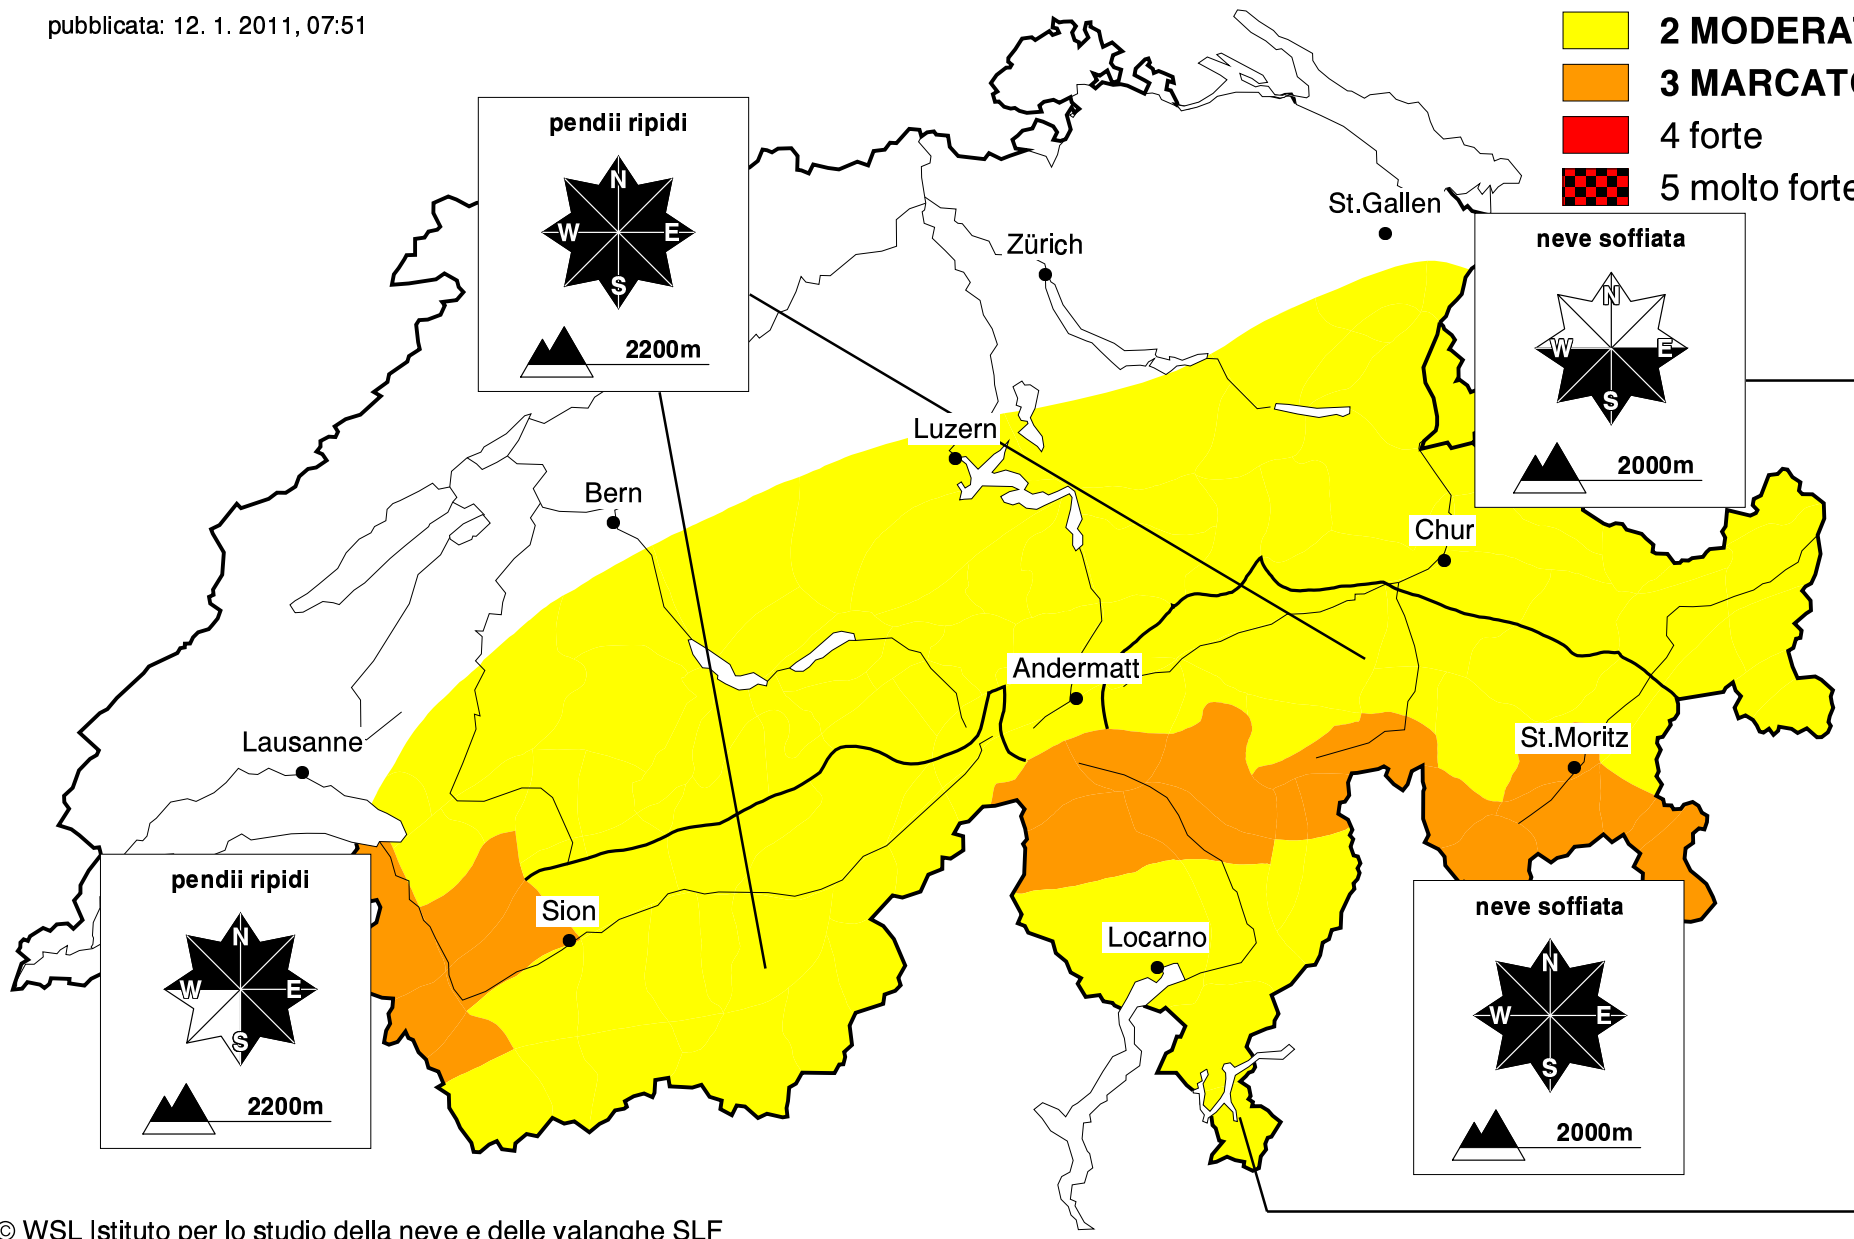 pubblicata: 12. 1. 2011, 07:51
2 MODERAT
3 MARCATO
4 forte
5 molto forte
pendii ripidi
N
W E
S
2200m
neve soffiata
N
W E
S
2000m
St.Gallen
Zürich
Luzern
Bern
Chur
Andermatt
Lausanne
St.Moritz
Sion
Locarno
pendii ripidi
N
W E
S
2200m
neve soffiata
N
W E
S
2000m
© WSL Istituto per lo studio della neve e delle valanghe SLF